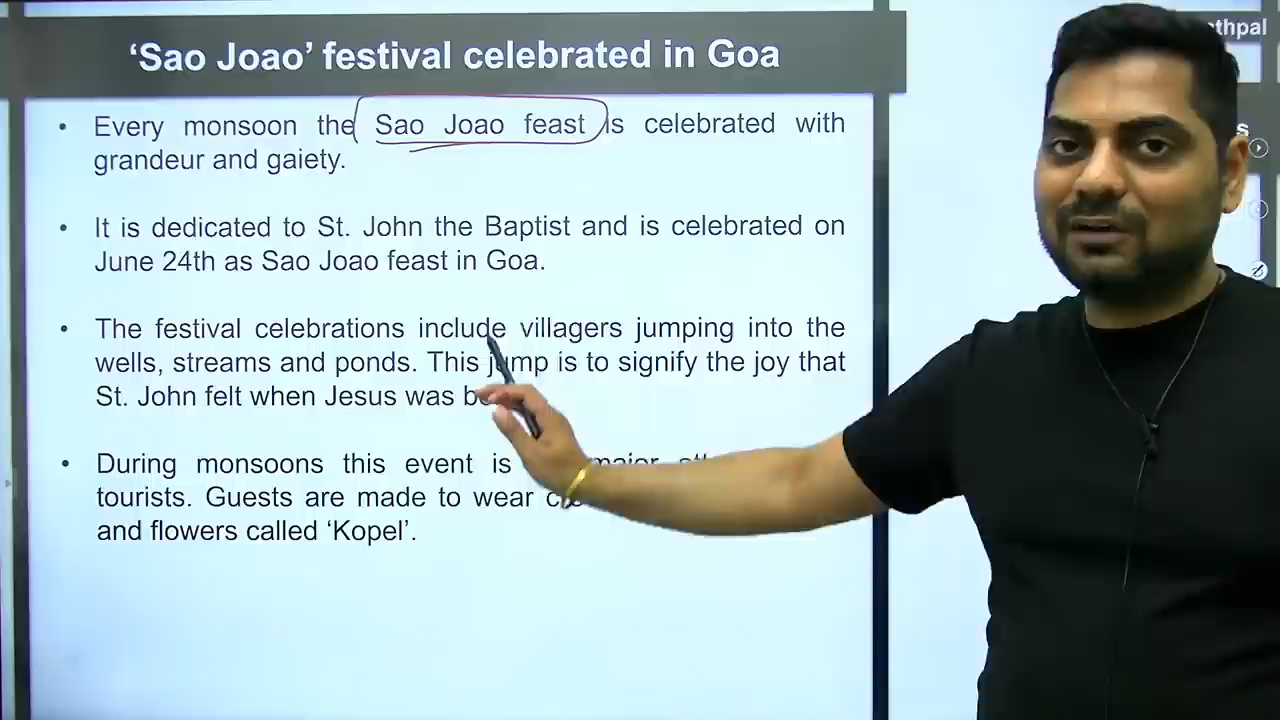 ‘Sao Joao’ festival celebrated in Goa
• Every monsoon the Sao Joao feast is celebrated with
grandeur and gaiety.
• It is dedicated to St. John the Baptist and is celebrated on
June 24th as Sao Joao feast in Goa.
• The festival celebrations include villagers jumping into the
wells, streams and ponds. This jump is to signify the joy that
St. John felt when Jesus was
• During monsoons this event is
tourists. Guests are made to wear
and flowers called ‘Kopel’.